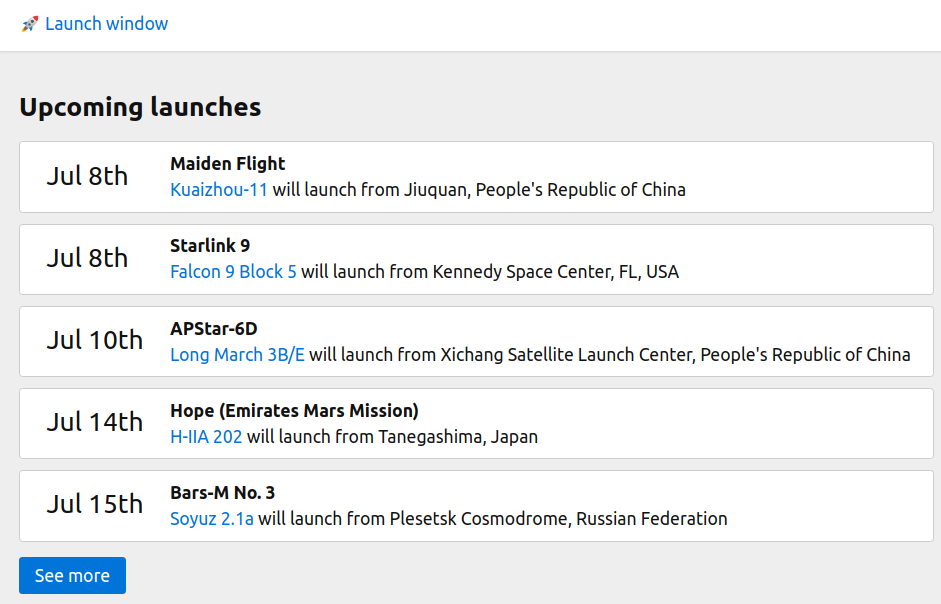 🚀 Launch window
Upcoming launches
Jul 8th
Maiden Flight
Kuaizhou-11 will launch from Jiuquan, People's Republic of China
Jul 8th
Starlink 9
Falcon 9 Block 5 will launch from Kennedy Space Center, FL, USA
Jul 10th
APStar-6D
Long March 3B/E will launch from Xichang Satellite Launch Center, People's Republic of China
Jul 14th
Hope (Emirates Mars Mission)
H-IIA 202 will launch from Tanegashima, Japan
Jul 15th
Bars-M No. 3
Soyuz 2.1a will launch from Plesetsk Cosmodrome, Russian Federation
See more